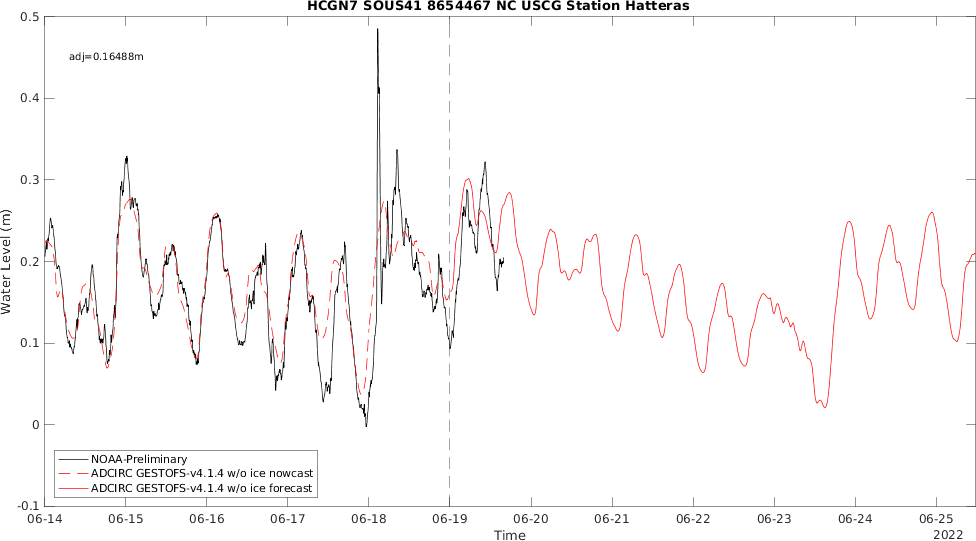 HCGN7 SOUS41 8654467 NC USCG Station Hatteras
adj=0.16488m
0.5
0.4
0.3
0.2
0.1
0
-0.1
Water Level (m)
NOAA-Preliminary
ADCIRC GESTOFS-v4.1.4 w/o ice nowcast
ADCIRC GESTOFS-v4.1.4 w/o ice forecast
06-14 06-15 06-16 06-17 06-18 06-19 06-20 06-21 06-22 06-23 06-24 06-25
Time
2022